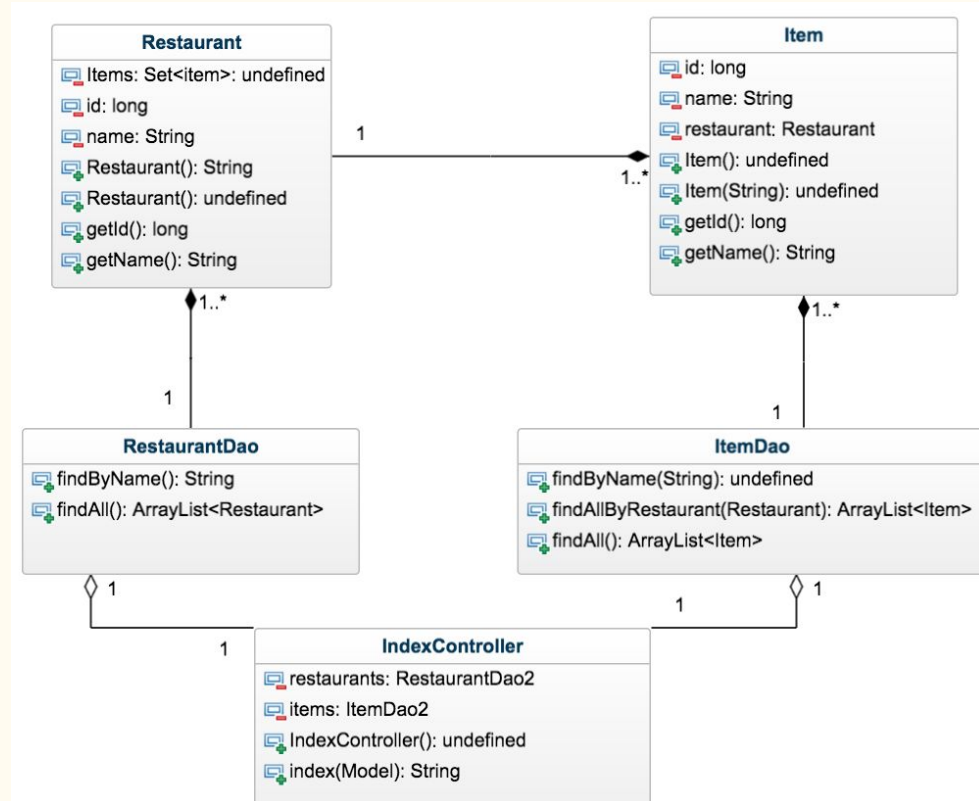 Restaurant
Items: Set<item>: undefined
id: long
name: String
Restaurant(): String
Restaurant(): undefined
getId(): long
getName(): String
1
1..*
Item
id: long
name: String
restaurant: Restaurant
Item(): undefined
Item(String): undefined
getId(): long
getName(): String
1..*
1
1..*
1
RestaurantDao
findByName(): String
findAll(): ArrayList<Restaurant>
ItemDao
findByName(String): undefined
findAllByRestaurant(Restaurant): ArrayList<Item>
findAll(): ArrayList<Item>
1
1
1
1
IndexController
restaurants: RestaurantDao2
items: ItemDao2
IndexController(): undefined
index(Model): String